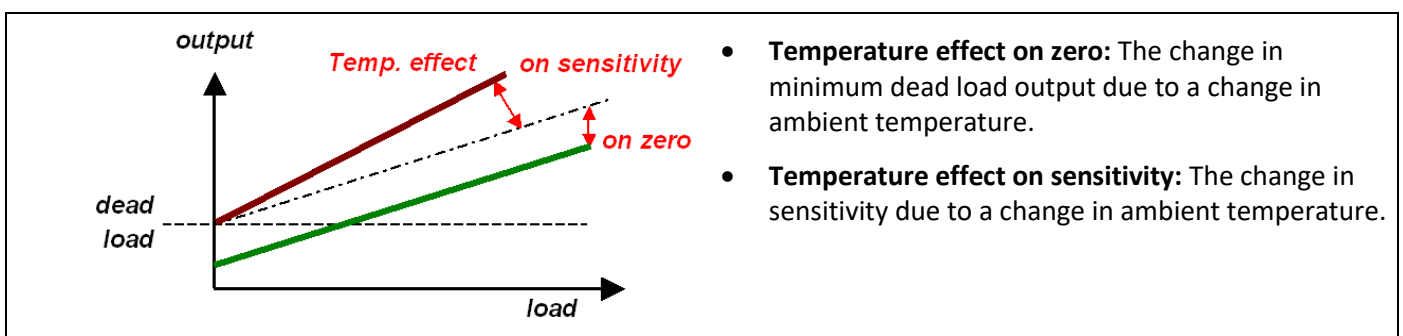 output
Temp. effect on sensitivity
on zero
dead
load
load
• Temperature effect on zero: The change in
minimum dead load output due to a change in
ambient temperature.
• Temperature effect on sensitivity: The change in
sensitivity due to a change in ambient temperature.